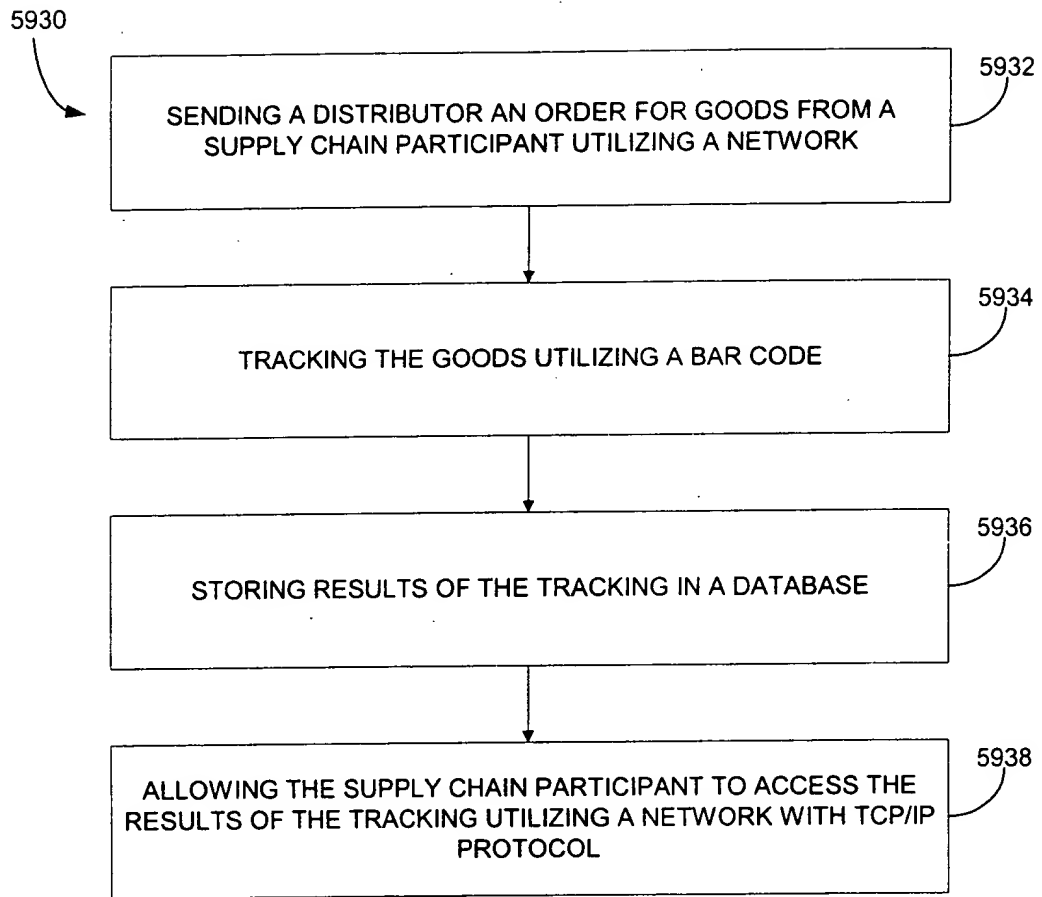 5930
5932
SENDING A DISTRIBUTOR AN ORDER FOR GOODS FROM A
SUPPLY CHAIN PARTICIPANT UTILIZING A NETWORK
5934
TRACKING THE GOODS UTILIZING A BAR CODE
5936
STORING RESULTS OF THE TRACKING IN A DATABASE
5938
ALLOWING THE SUPPLY CHAIN PARTICIPANT TO ACCESS THE
RESULTS OF THE TRACKING UTILIZING A NETWORK WITH TCP/IP
PROTOCOL